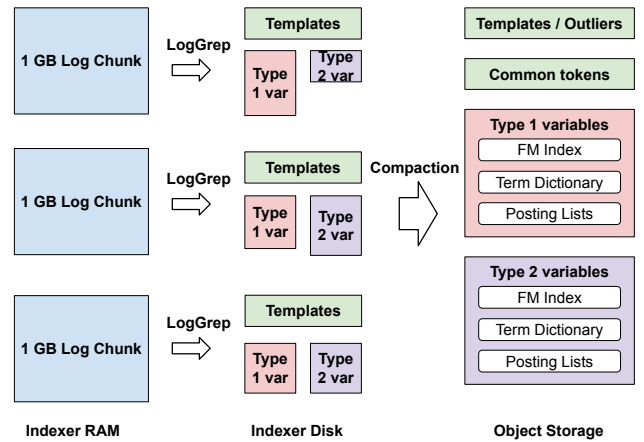 1 GB Log Chunk
LogGrep
Templates
Type
1 var
Type
2 var
1 GB Log Chunk
LogGrep
Templates
Type
1 var
Type
2 var
1 GB Log Chunk
LogGrep
Templates
Type
1 var
Type
2 var
Compaction
Templates / Outliers
Common tokens
Type 1 variables
FM Index
Term Dictionary
Posting Lists
Type 2 variables
FM Index
Term Dictionary
Posting Lists
Indexer RAM
Indexer Disk
Object Storage